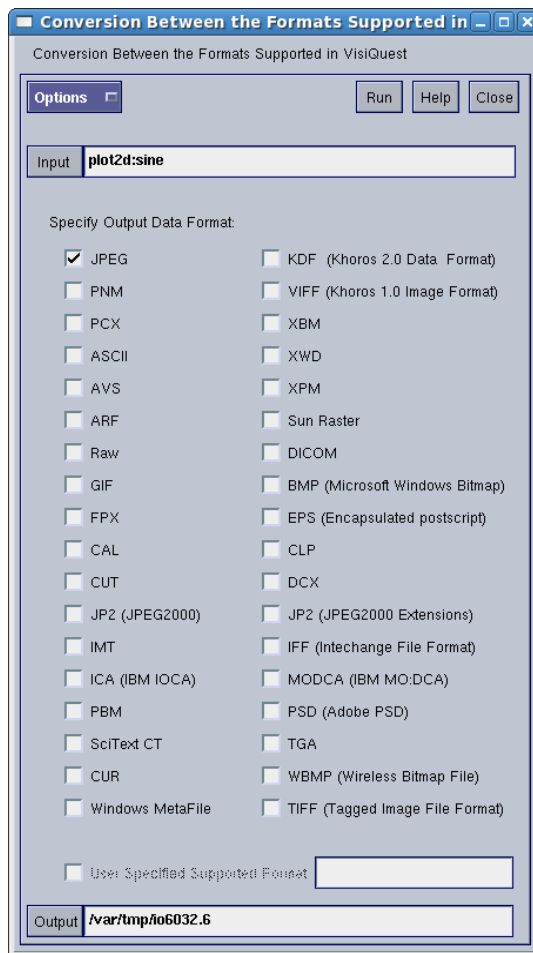 Conversion Between the Formats Supported in
Conversion Between the Formats Supported in VisiQuest
Options Run Help Close
Input plot2d:sine
Specify Output Data Format:
JPEG KDF (Khoros 2.0 Data Format)
PNM VIFF (Khoros 1.0 Image Format)
PCX XBM
ASCII XWD
AVS XPM
ARF Sun Raster
Raw DICOM
GIF BMP (Microsoft Windows Bitmap)
FPX EPS (Encapsulated postscript)
CAL CLP
CUT DCX
JP2 (JPEG2000) JP2 (JPEG2000 Extensions)
IMT IFF (Intechange File Format)
ICA (IBM IOCA) MODCA (IBM MO:DCA)
PBM PSD (Adobe PSD)
SciText CT TGA
CUR WBMP (Wireless Bitmap File)
Windows MetaFile TIFF (Tagged Image File Format)
User Specified Supported Format
Output /var/tmp/io6032.6